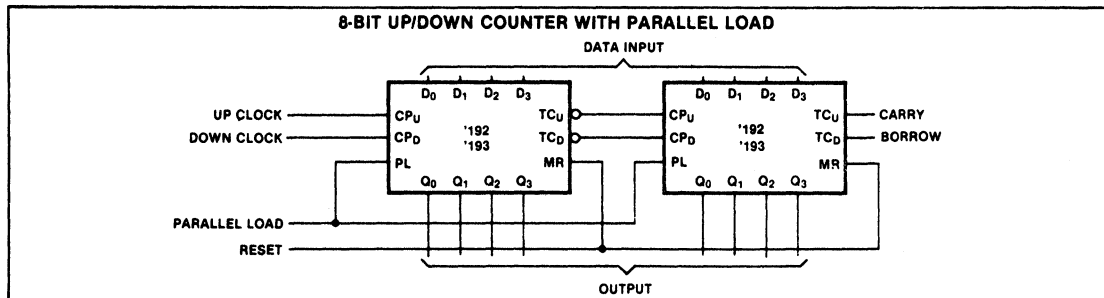 8-BIT UP/DOWN COUNTER WITH PARALLEL LOAD
DATA INPUT
D0 D1 D2 D3 D0 D1 D2 D3
UP CLOCK CPU TCU CPU TCU CARRY
DOWN CLOCK CPD '192 TCD CPD '192 TCD BORROW
'193 '193
PL MR PL MR
Q0 Q1 Q2 Q3 Q0 Q1 Q2 Q3
PARALLEL LOAD
RESET
OUTPUT